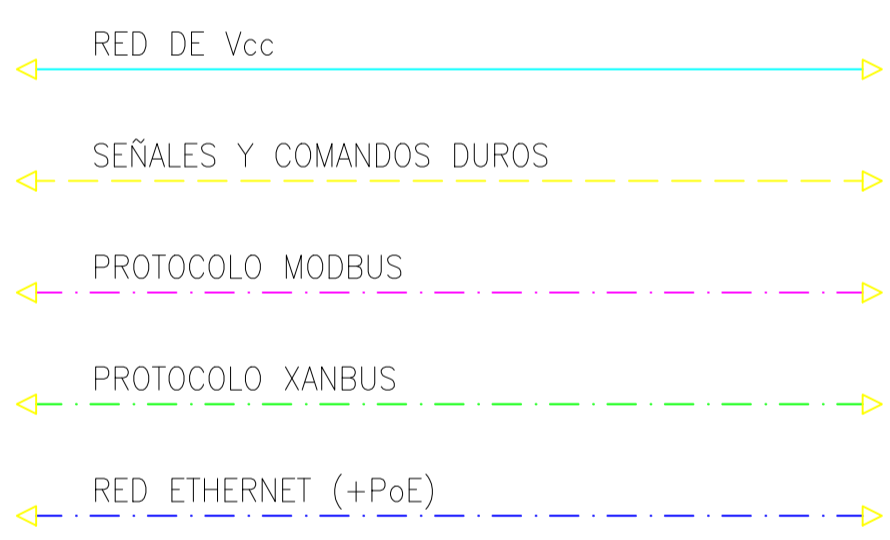 RED DE Vcc
SEÑALES Y COMANDOS DUROS
PROTOCOLO MODBUS
PROTOCOLO XANBUS
RED ETHERNET (+PoE)